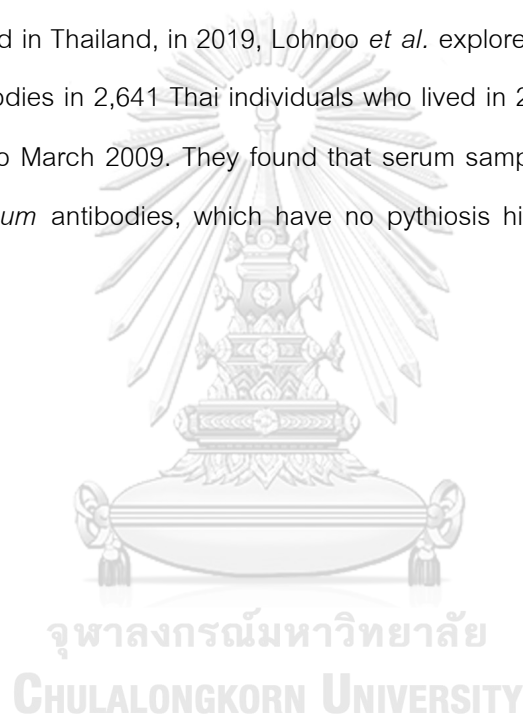 d in Thailand, in 2019, Lohnoo et al. explore
odies in 2,641 Thai individuals who lived in 2
o March 2009. They found that serum samp
um antibodies, which have no pythiosis hi
จุฬาลงกรณ์มหาวิทยาลัย
CHULALONGKORN UNIVERSITY